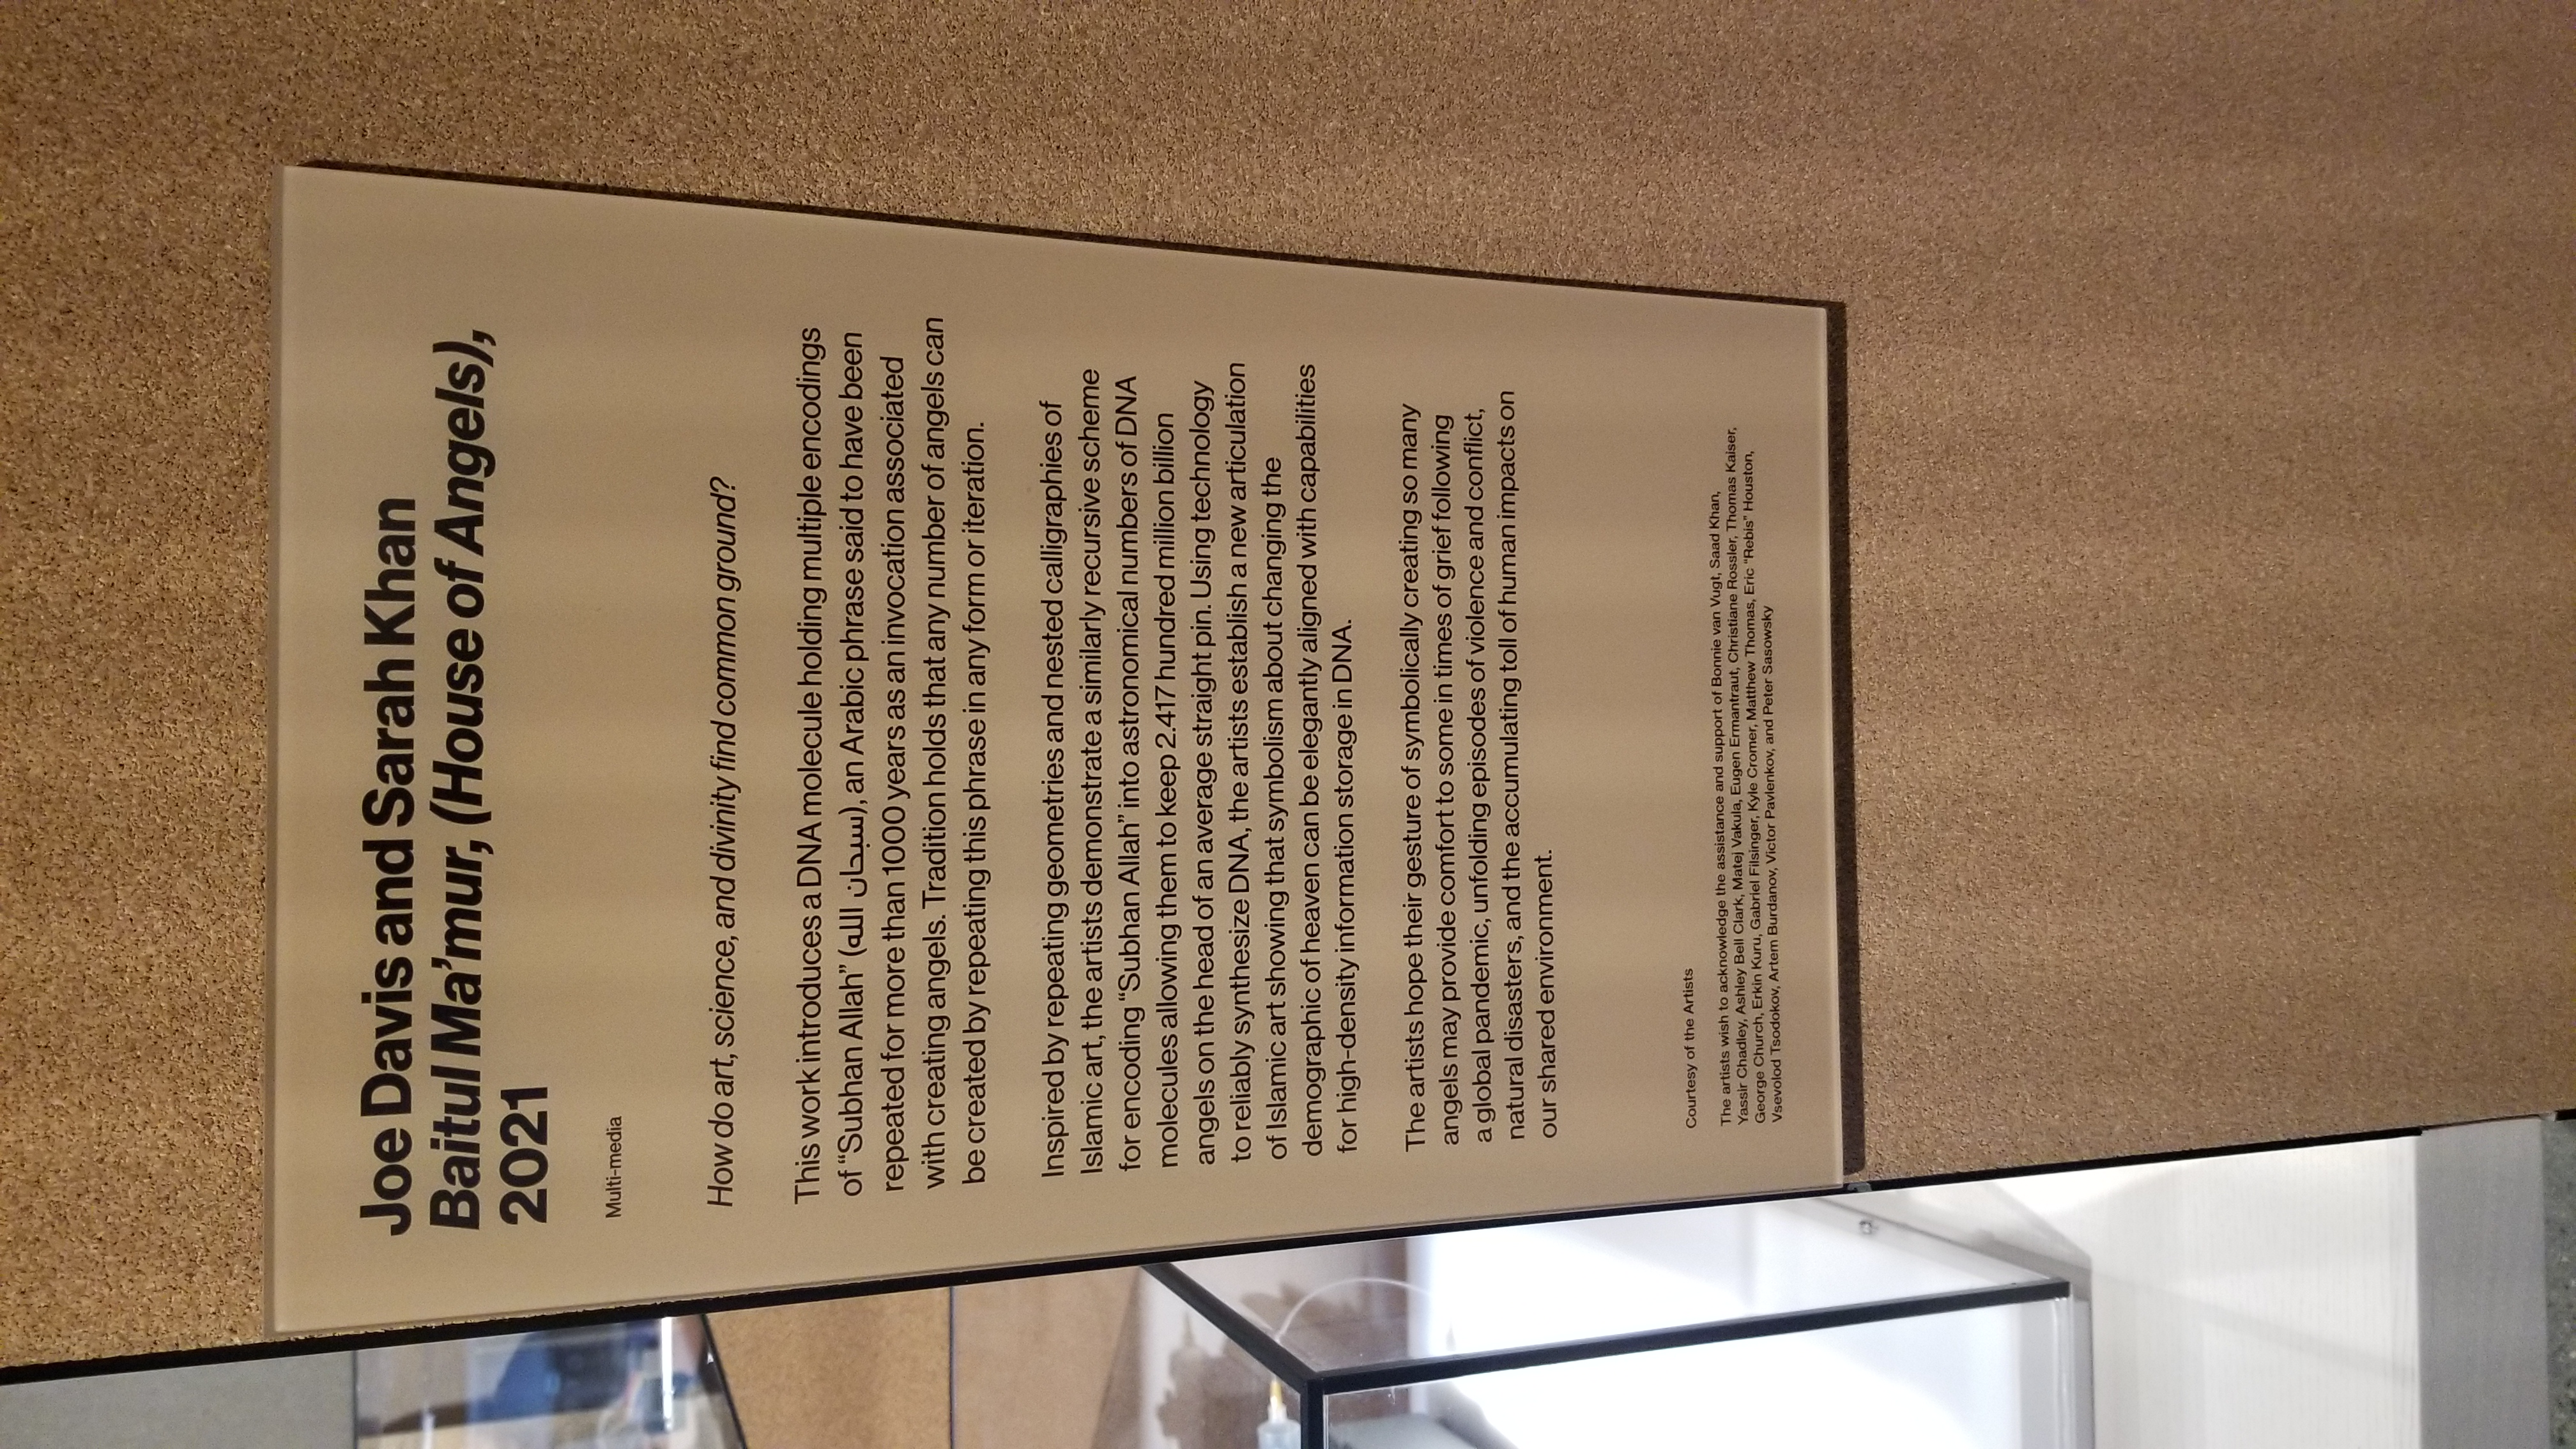 Joe Davis and Sarah Khan
Baitul Ma'mur, (House of Angels),
2021
Multi-media
How do art, science, and divinity find common ground?
This work introduces a DNA molecule holding multiple encodings
of “Subhan Allah” (سبحان الله), an Arabic phrase said to have been
repeated for more than 1000 years as an invocation associated
with creating angels. Tradition holds that any number of angels can
be created by repeating this phrase in any form or iteration.
Inspired by repeating geometries and nested calligraphies of
Islamic art, the artists demonstrate a similarly recursive scheme
for encoding “Subhan Allah” into astronomical numbers of DNA
molecules allowing them to keep 2.417 hundred million billion
angels on the head of an average straight pin. Using technology
to reliably synthesize DNA, the artists establish a new articulation
of Islamic art showing that symbolism about changing the
demographic of heaven can be elegantly aligned with capabilities
for high-density information storage in DNA.
The artists hope their gesture of symbolically creating so many
angels may provide comfort to some in times of grief following
a global pandemic, unfolding episodes of violence and conflict,
natural disasters, and the accumulating toll of human impacts on
our shared environment.
Courtesy of the Artists
The artists wish to acknowledge the assistance and support of Bonnie van Vugt, Saad Khan,
Yassir Chadley, Ashley Bell Clark, Matej Vakula, Eugen Ermantraut, Christiane Rossler, Thomas Kaiser,
George Church, Erkin Kuru, Gabriel Filsinger, Kyle Cromer, Matthew Thomas, Eric “Rebis” Houston,
Vsevolod Tsodokov, Artem Burdanov, Victor Pavlenkov, and Peter Sasowsky